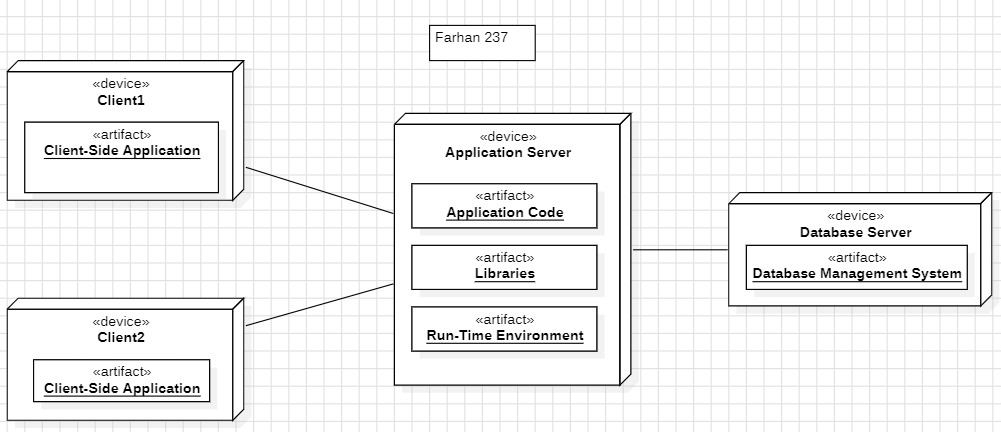 Farhan 237
«device»
Client1
«artifact»
Client-Side Application
«device»
Application Server
«artifact»
Application Code
«artifact»
Libraries
«artifact»
Run-Time Environment
«device»
Database Server
«artifact»
Database Management System
«device»
Client2
«artifact»
Client-Side Application